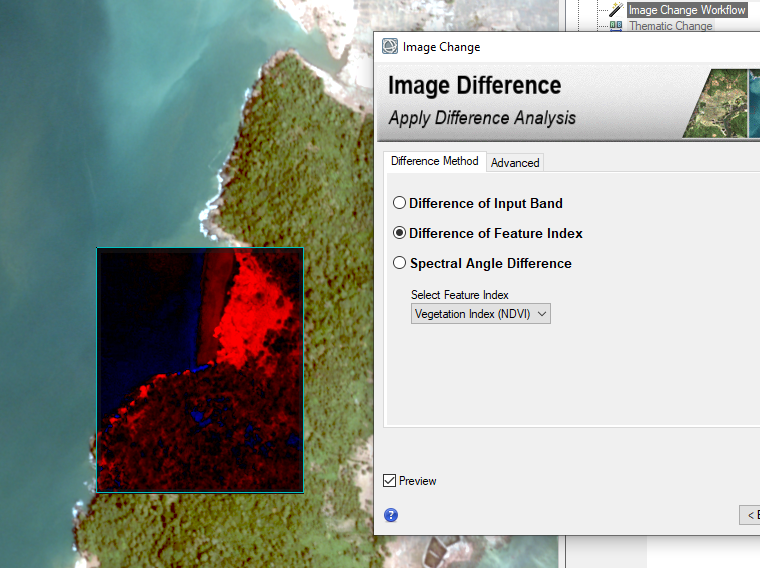 Image Change Workflow
Thematic Change
Image Change
Image Difference
Apply Difference Analysis
Difference Method
Advanced
Difference of Input Band
Difference of Feature Index
Spectral Angle Difference
Select Feature Index
Vegetation Index (NDVI)
Preview
?
<